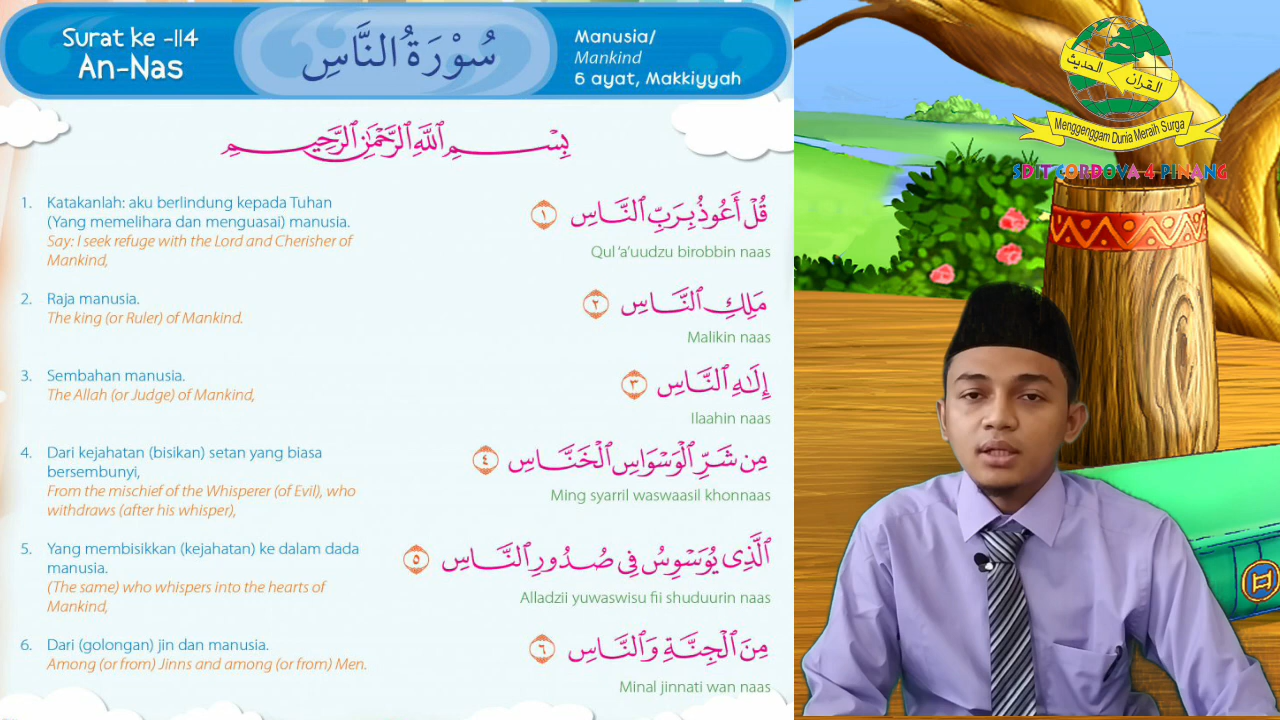 Surat ke -114
An-Nas
سُوْرَةُ النَّاسِ
Manusia/
Mankind
6 ayat, Makkiyyah
بِسْمِ ٱللَّهِ ٱلرَّحْمَٰنِ ٱلرَّحِيمِ
1. Katakanlah: aku berlindung kepada Tuhan
(Yang memelihara dan menguasai) manusia.
Say: I seek refuge with the Lord and Cherisher of
Mankind,
قُلْ أَعُوذُ بِرَبِّ ٱلنَّاسِ ١
Qul 'a'uudzu birobbin naas
2. Raja manusia.
The king (or Ruler) of Mankind.
مَلِكِ ٱلنَّاسِ ٢
Malikin naas
3. Sembahan manusia.
The Allah (or Judge) of Mankind,
إِلَٰهِ ٱلنَّاسِ ٣
Ilaahin naas
4. Dari kejahatan (bisikan) setan yang biasa
bersembunyi,
From the mischief of the Whisperer (of Evil), who
withdraws (after his whisper),
مِن شَرِّ ٱلْوَسْوَاسِ ٱلْخَنَّاسِ ٤
Ming syarril waswaasil khonnaas
5. Yang membisikkan (kejahatan) ke dalam dada
manusia.
(The same) who whispers into the hearts of
Mankind,
ٱلَّذِى يُوَسْوِسُ فِى صُدُورِ ٱلنَّاسِ ٥
Alladzii yuwaswisu fii shuduurin naas
6. Dari (golongan) jin dan manusia.
Among (or from) Jinns and among (or from) Men.
مِنَ ٱلْجِنَّةِ وَٱلنَّاسِ ٦
Minal jinnati wan naas
القرآن
الحديث
Menggenggam Dunia Meraih Surga
SDIT CORDOVA 4 PINANG